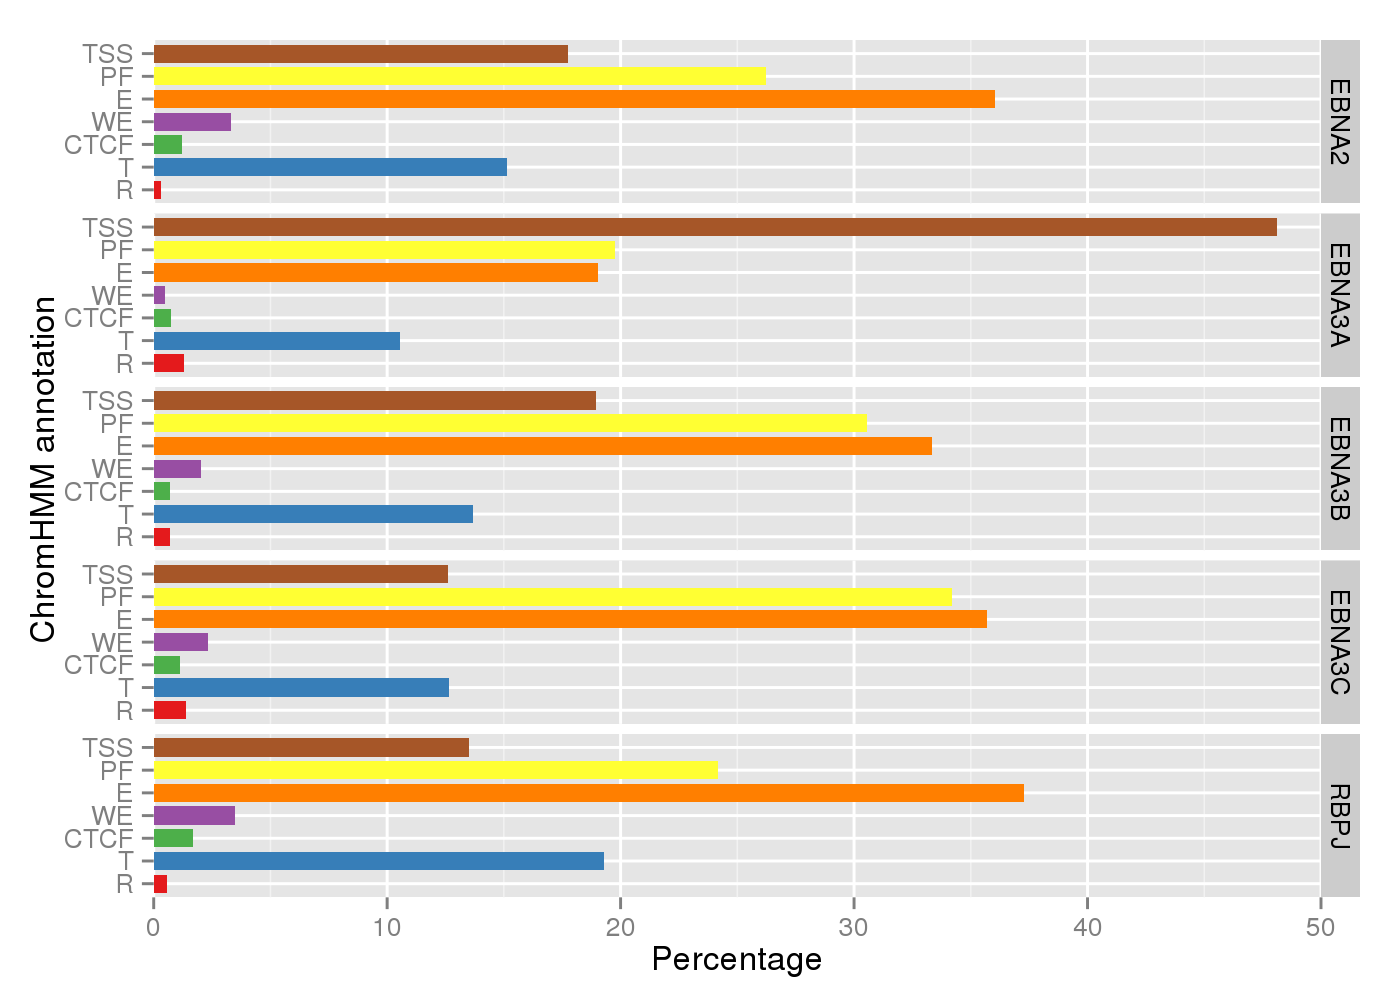 TSS
PF
E
WE
CTCF
T
R
EBNA2
TSS
PF
E
WE
CTCF
T
R
EBNA3A
TSS
PF
E
WE
CTCF
T
R
EBNA3B
TSS
PF
E
WE
CTCF
T
R
EBNA3C
TSS
PF
E
WE
CTCF
T
R
RBPJ
ChromHMM annotation
0 10 20 30 40 50
Percentage